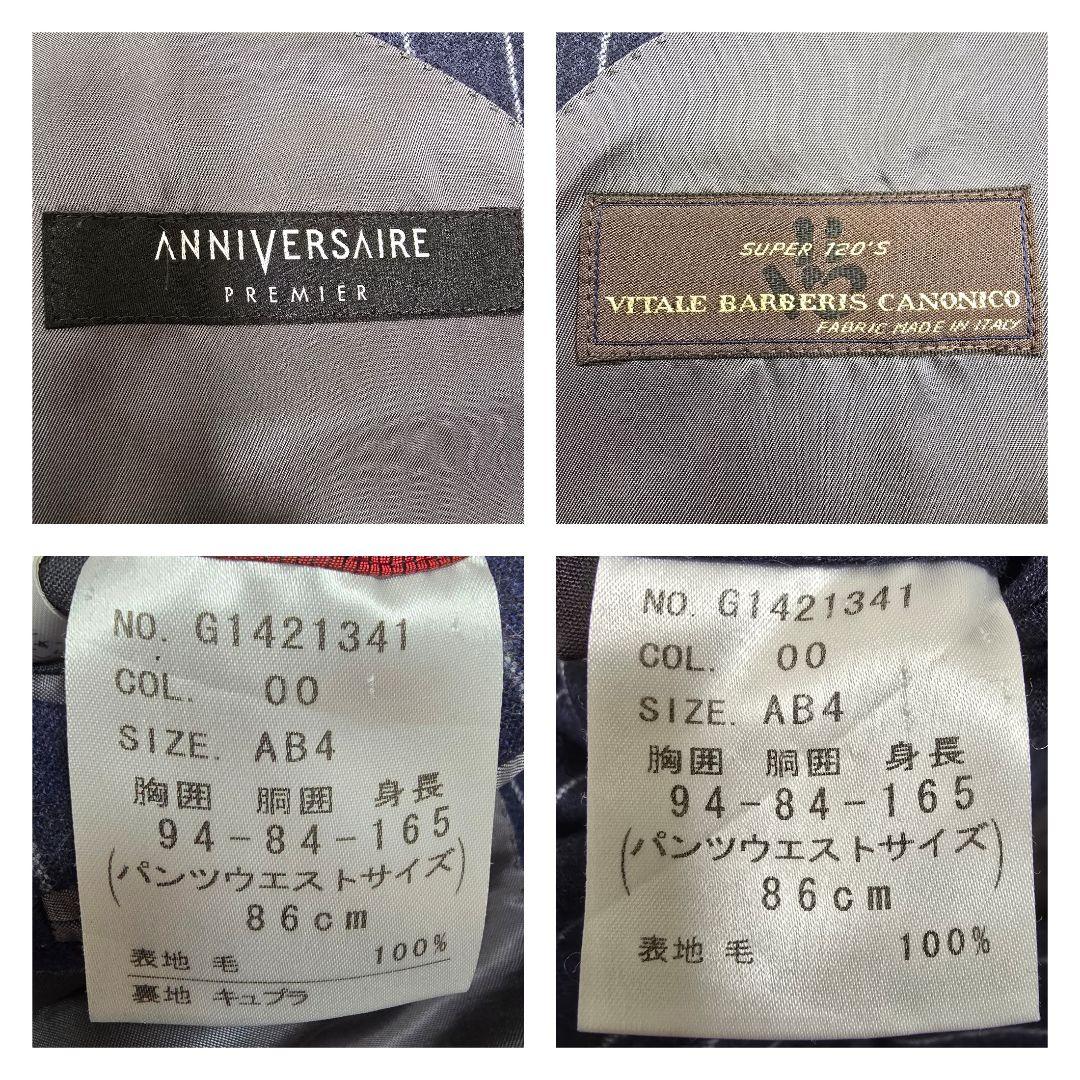 ANNIVERSAIRE
PREMIER
SUPER 120'S
VITALE BARBERIS CANONICO
FABRIC MADE IN ITALY
NO. G1421341
COL. 00
SIZE. AB4
胸囲 胴囲 身長
94-84-165
(パンツウエストサイズ)
86cm
表地 毛 100%
裏地 キュプラ
NO. G1421341
COL. 00
SIZE. AB4
胸囲 胴囲 身長
94-84-165
(パンツウエストサイズ)
86cm
表地 毛 100%